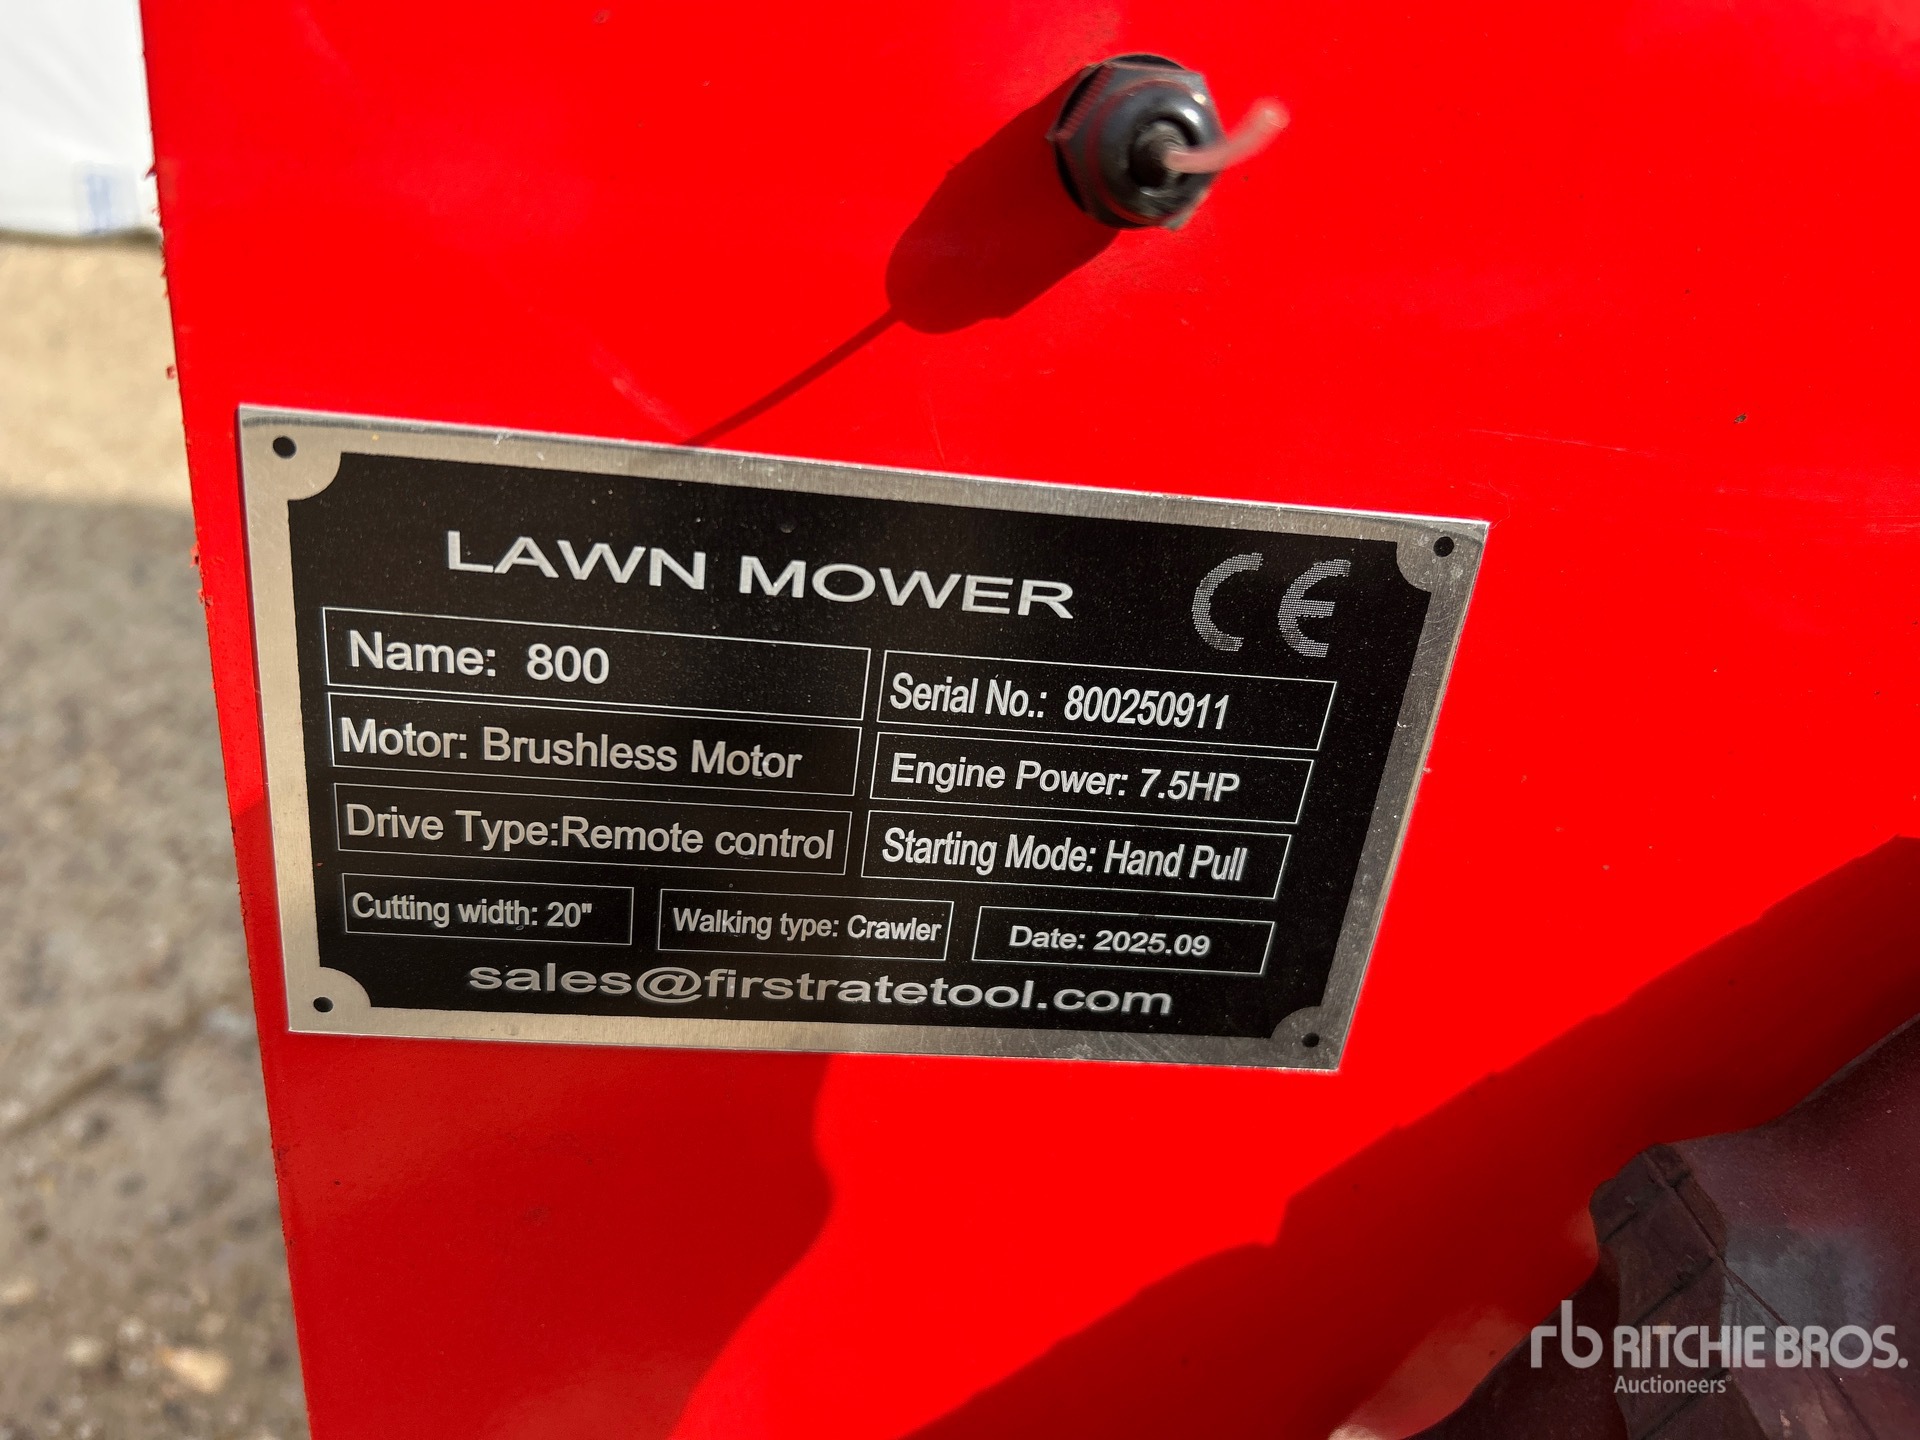 LAWN MOWER CE
Name: 800
Serial No.: 800250911
Motor: Brushless Motor
Engine Power: 7.5HP
Drive Type:Remote control
Starting Mode: Hand Pull
Cutting width: 20"
Walking type: Crawler
Date: 2025.09
sales@firstratetool.com
rb RITCHIE BROS.
Auctioneers®